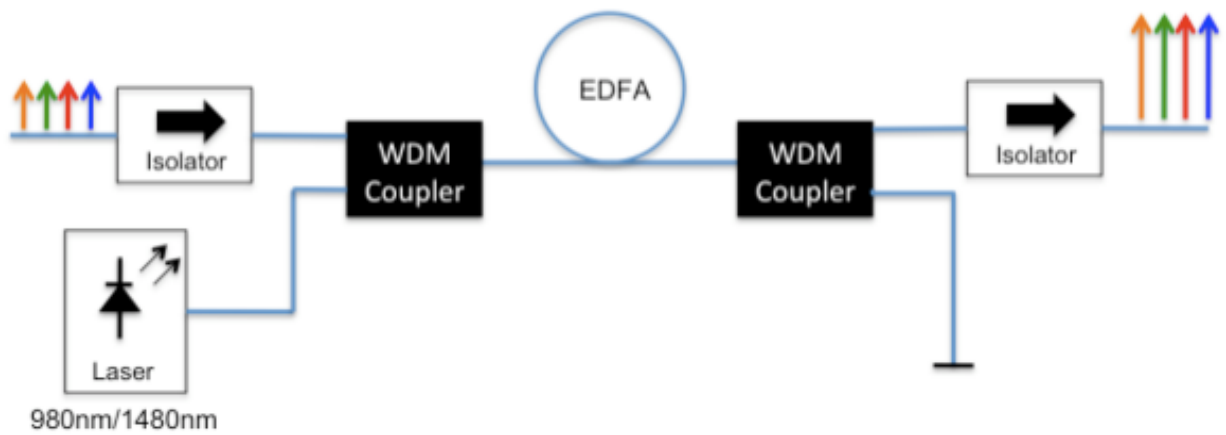 EDFA
Isolator
WDM
Coupler
WDM
Coupler
Isolator
Laser
980nm/1480nm